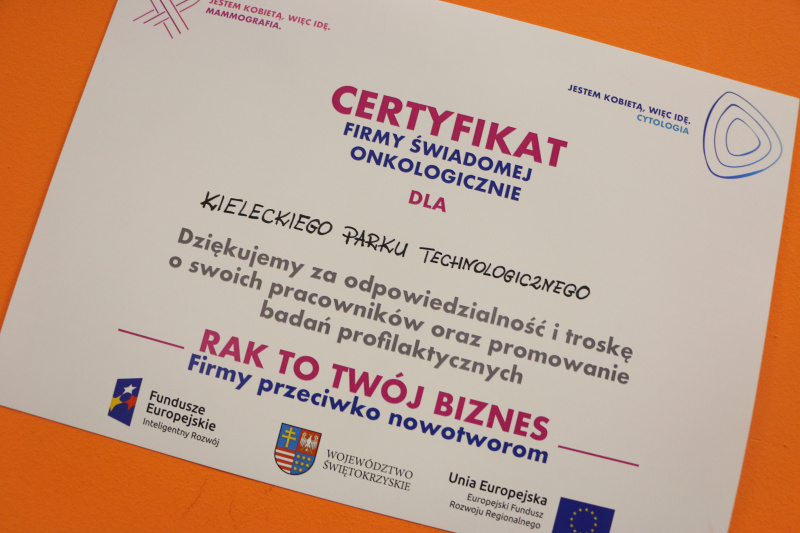 JESTEM KOBIETĄ, WIĘC IDĘ.
MAMMOGRAFIA.
JESTEM KOBIETĄ, WIĘC IDĘ.
CYTOLOGIA
CERTYFIKAT
FIRMY ŚWIADOMEJ
ONKOLOGICZNIE
DLA
KIELECKIEGO PARKU TECHNOLOGICZNEGO
Dziękujemy za odpowiedzialność i troskę
o swoich pracowników oraz promowanie
badań profilaktycznych
RAK TO TWÓJ BIZNES
Firmy przeciwko nowotworom
Fundusze
Europejskie
Inteligentny Rozwój
WOJEWÓDZTWO
ŚWIĘTOKRZYSKIE
Unia Europejska
Europejski Fundusz
Rozwoju Regionalnego